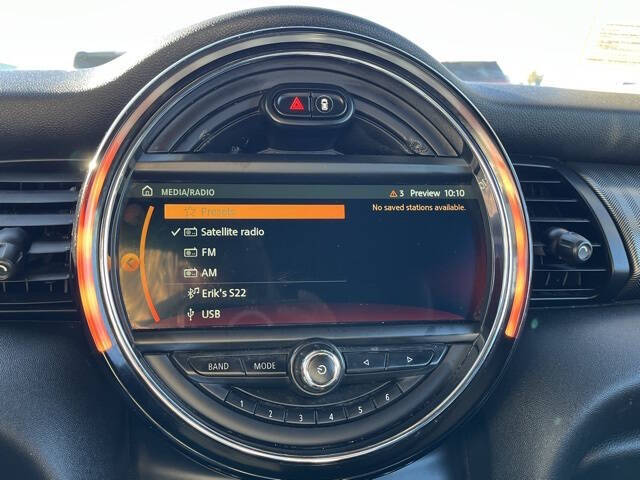 MEDIA/RADIO
3 Preview 10:10
Presets
No saved stations available.
Satellite radio
FM
AM
Erik's S22
USB
BAND
MODE
1
2
3
4
5
6